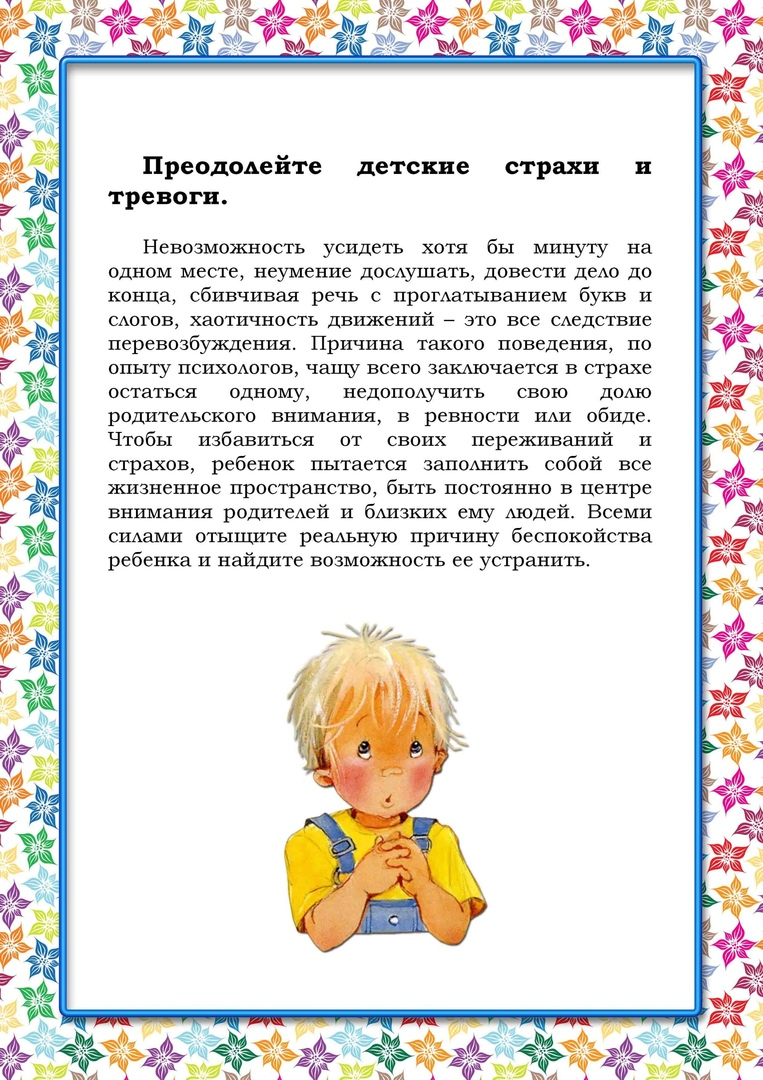 Преодолейте детские страхи и
тревоги.
Невозможность усидеть хотя бы минуту на
одном месте, неумение дослушать, довести дело до
конца, сбивчивая речь с проглатыванием букв и
слогов, хаотичность движений – это все следствие
перевозбуждения. Причина такого поведения, по
опыту психологов, чащу всего заключается в страхе
остаться одному, недополучить свою долю
родительского внимания, в ревности или обиде.
Чтобы избавиться от своих переживаний и
страхов, ребенок пытается заполнить собой все
жизненное пространство, быть постоянно в центре
внимания родителей и близких ему людей. Всеми
силами отыщите реальную причину беспокойства
ребенка и найдите возможность ее устранить.